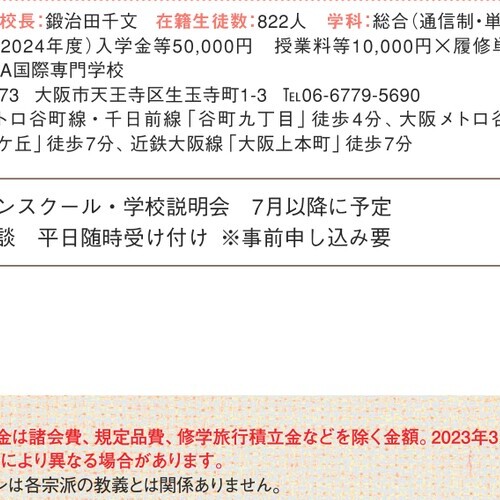 校長:鍛治田千文 在籍生徒数:822人 学科:総合(通信制・単
2024年度)入学金等50,000円 授業料等10,000円×履修単
A国際専門学校
73 大阪市天王寺区生玉寺町1-3 ℡06-6779-5690
トロ谷町線・千日前線「谷町九丁目」徒歩4分、大阪メトロ谷
ケ丘」徒歩7分、近鉄大阪線「大阪上本町」徒歩7分
ンスクール・学校説明会 7月以降に予定
談 平日随時受け付け ※事前申し込み要
金は諸会費、規定品費、修学旅行積立金などを除く金額。2023年3
により異なる場合があります。
ンは各宗派の教義とは関係ありません。